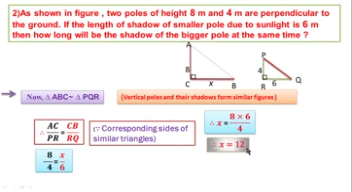 2)As shown in figure , two poles of height 8 m and 4 m are perpendicular to
the ground. If the length of shadow of smaller pole due to sunlight is 6 m
then how long will be the shadow of the bigger pole at the same time ?
A
8
C x B
P
4
R 6 Q
Now, Δ ABC~ Δ PQR
(Vertical poles and their shadows form similar figures)
∴ AC/PR = CB/RQ
(∵ Corresponding sides of
similar triangles)
8/4 = x/6
∴ x = 8 × 6/4
∴ x = 12